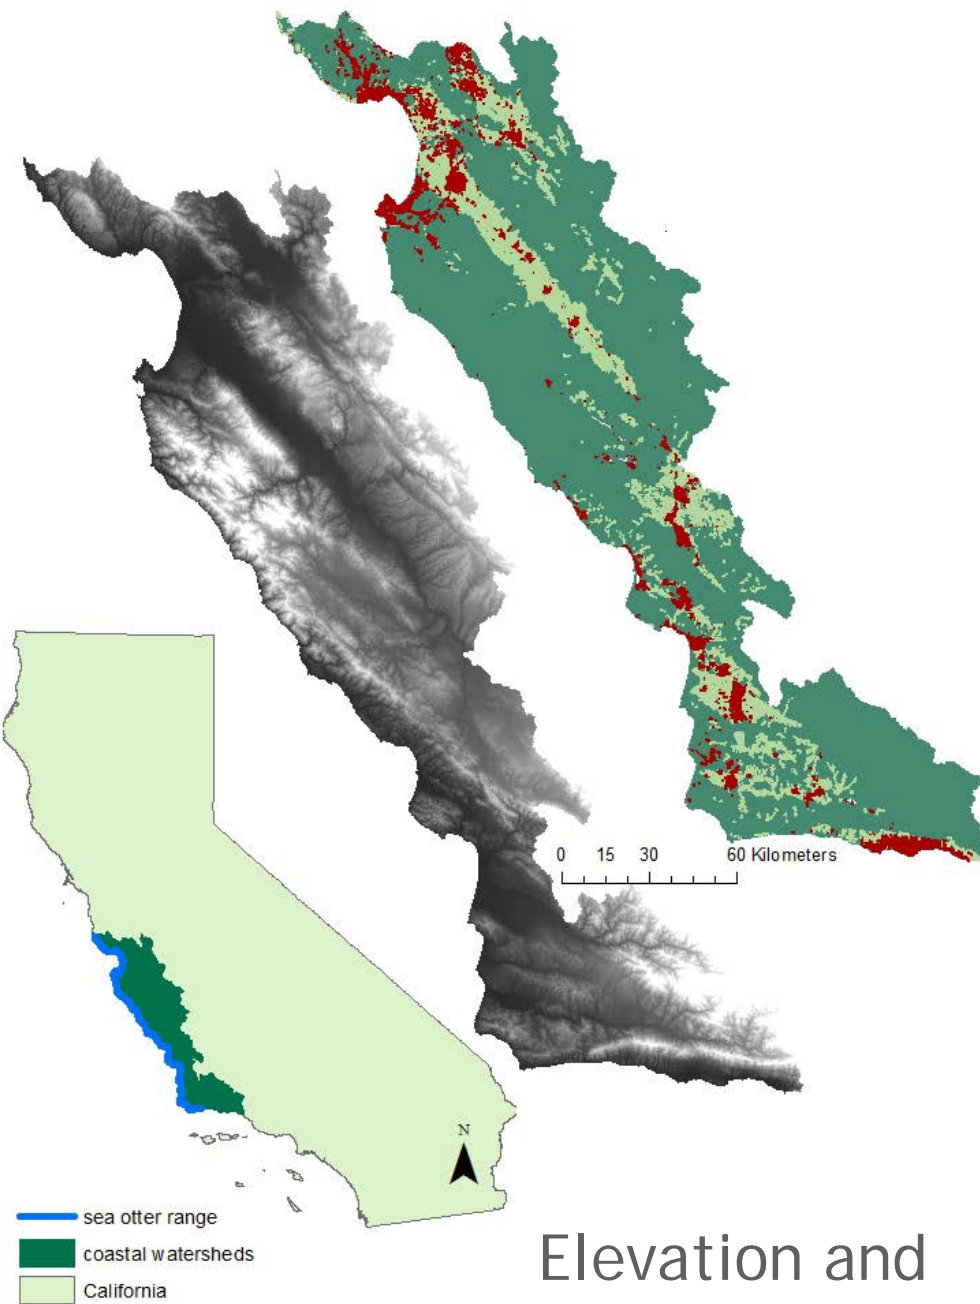 0 15 30 60 Kilometers
N
sea otter range
coastal watersheds
California
Elevation and